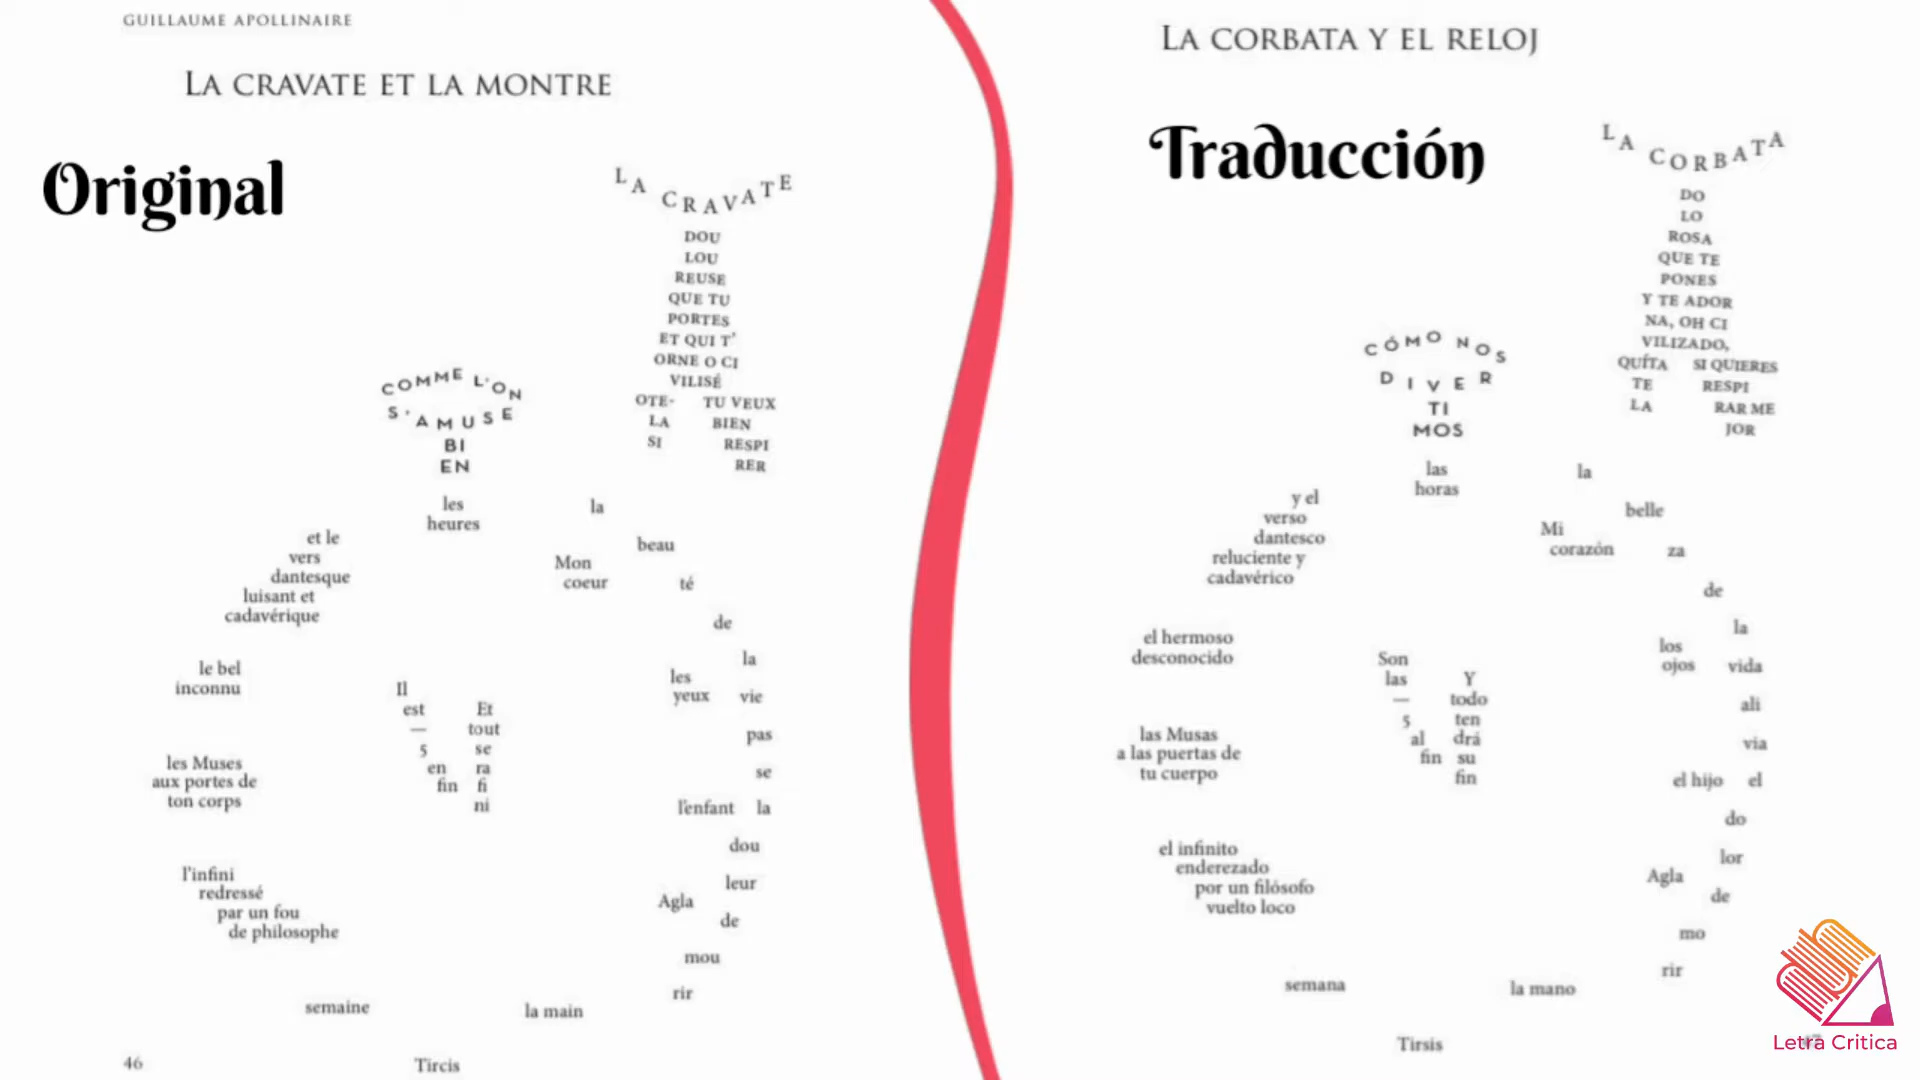 GUILLAUME APOLLINAIRE
LA CRAVATE ET LA MONTRE
Original
LA CRAVATE
DOU
LOU
REUSE
QUE TU
PORTES
ET QUI T'
ORNE O CI
VILISÉ
OTE- TU VEUX
LA BIEN
SI RESPI
RER
COMME L'ON
S'AMUSE
BI
EN
les
heures
la
beau
té
de
la
vie
pas
se
la
dou
leur
de
mou
rir
Mon
coeur
les
yeux
l'enfant
Agla
la main
Tircis
semaine
l'infini
redressé
par un fou
de philosophe
les Muses
aux portes de
ton corps
le bel
inconnu
et le
vers
dantesque
luisant et
cadavérique
Il
est
—
5
en
fin
Et
tout
se
ra
fi
ni
46
LA CORBATA Y EL RELOJ
Traducción
LA CORBATA
DO
LO
ROSA
QUE TE
PONES
Y TE ADOR
NA, OH CI
VILIZADO,
QUÍTA SI QUIERES
TE RESPI
LA RAR ME
JOR
CÓMO NOS
DIVER
TI
MOS
las
horas
la
belle
za
de
la
vida
ali
via
el
do
lor
de
mo
rir
Mi
corazón
los
ojos
el hijo
Agla
la mano
Tirsis
semana
el infinito
enderezado
por un filósofo
vuelto loco
las Musas
a las puertas de
tu cuerpo
el hermoso
desconocido
y el
verso
dantesco
reluciente y
cadavérico
Son
las
—
5
al
fin
Y
todo
ten
drá
su
fin
Letra Critica